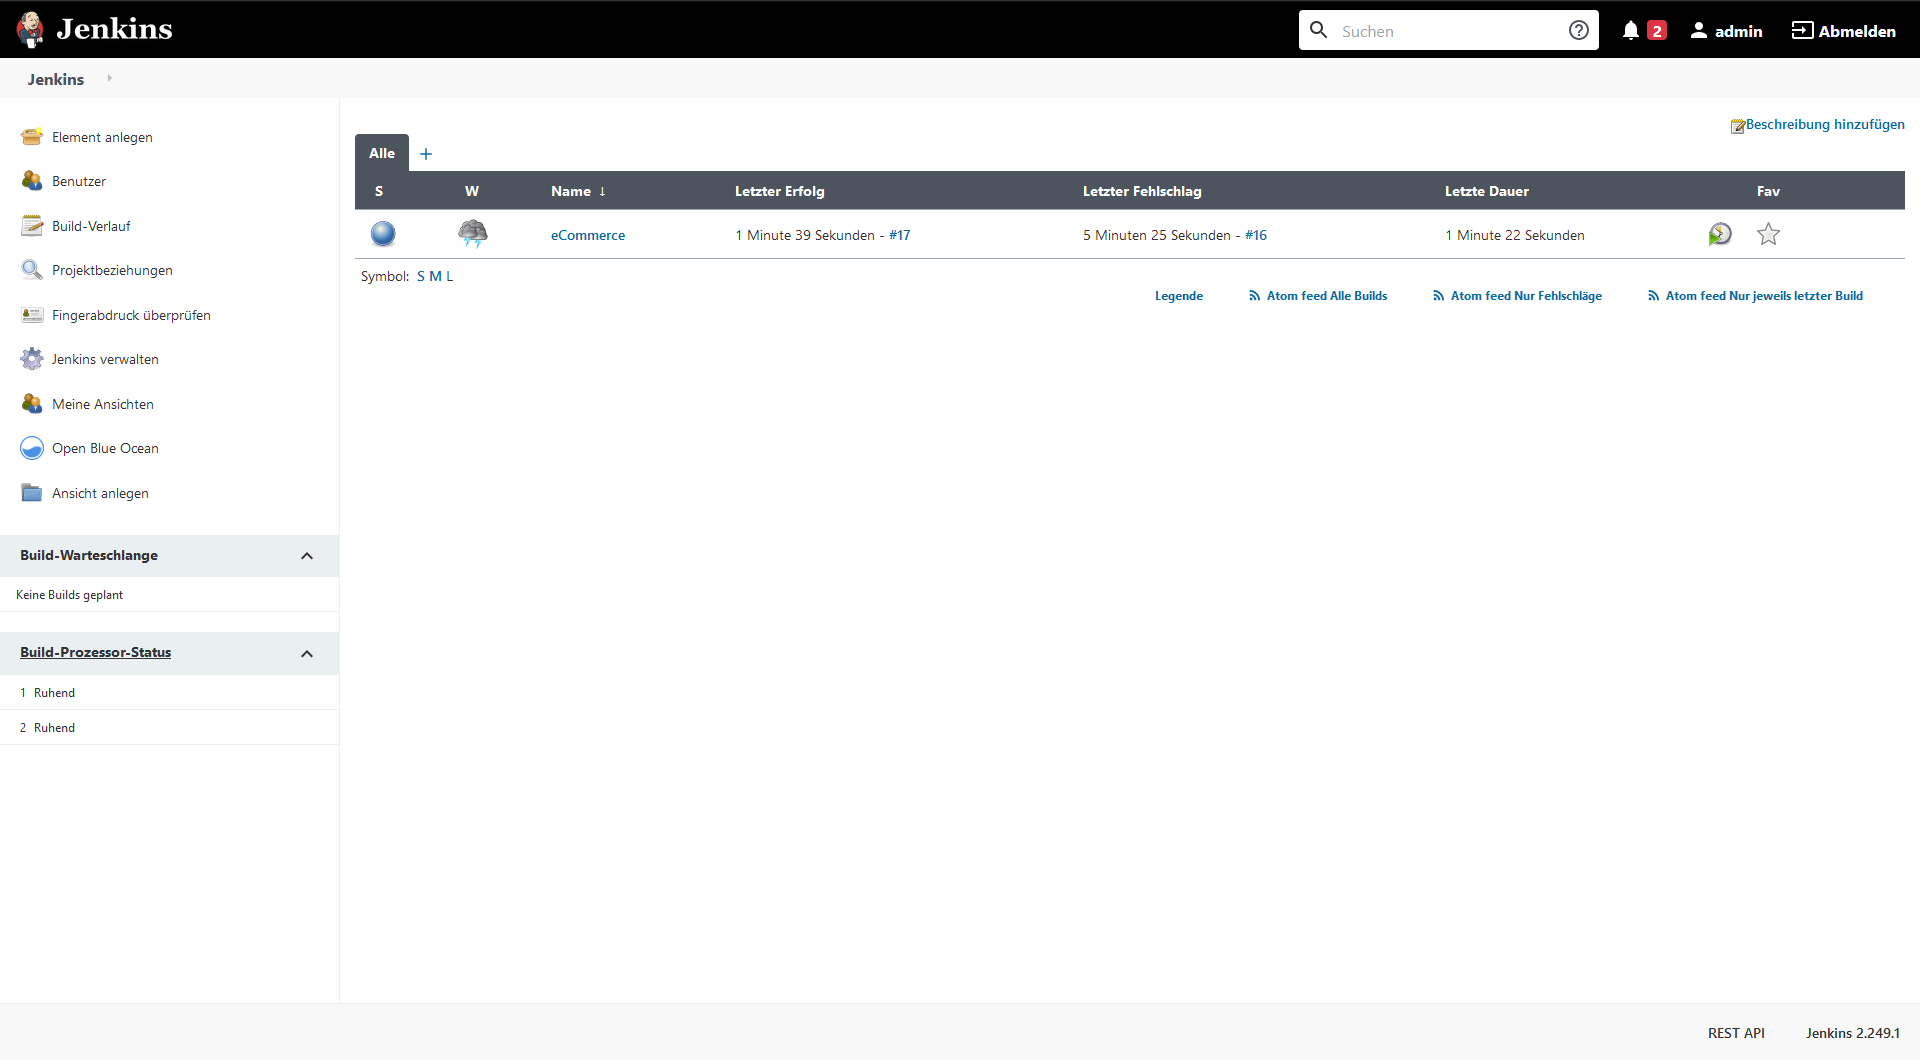 Jenkins
Suchen
2
admin
Abmelden
Jenkins
Element anlegen
Benutzer
Build-Verlauf
Projektbeziehungen
Fingerabdruck überprüfen
Jenkins verwalten
Meine Ansichten
Open Blue Ocean
Ansicht anlegen
Build-Warteschlange
Keine Builds geplant
Build-Prozessor-Status
1 Ruhend
2 Ruhend
Beschreibung hinzufügen
Alle +
S W Name ↓ Letzter Erfolg Letzter Fehlschlag Letzte Dauer Fav
eCommerce 1 Minute 39 Sekunden - #17 5 Minuten 25 Sekunden - #16 1 Minute 22 Sekunden
Symbol: S M L
Legende Atom feed Alle Builds Atom feed Nur Fehlschläge Atom feed Nur jeweils letzter Build
REST API Jenkins 2.249.1